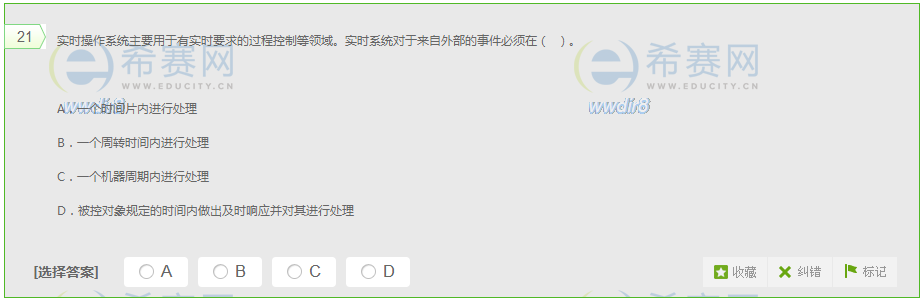 21
实时操作系统主要用于有实时要求的过程控制等领域。实时系统对于来自外部的事件必须在（　）。
希赛网 希赛网
WWW.EDUCITY.CN WWW.EDUCITY.CN
wwdir8 wwdir8
A．一个时间片内进行处理
B．一个周转时间内进行处理
C．一个机器周期内进行处理
D．被控对象规定的时间内做出及时响应并对其进行处理
[选择答案] A B C D 收藏 纠错 标记